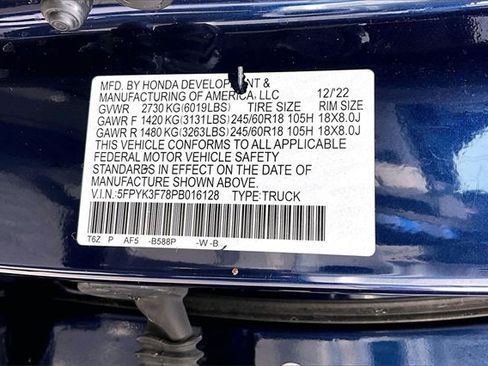 MFD. BY HONDA DEVELOPMENT &
MANUFACTURING OF AMERICA, LLC 12/'22
GVWR 2730 KG(6019LBS) TIRE SIZE RIM SIZE
GAWR F 1420 KG(3131LBS) 245/60R18 105H 18X8.0J
GAWR R 1480 KG(3263LBS) 245/60R18 105H 18X8.0J
THIS VEHICLE CONFORMS TO ALL APPLICABLE
FEDERAL MOTOR VEHICLE SAFETY
STANDARDS IN EFFECT ON THE DATE OF
MANUFACTURE SHOWN ABOVE.
V.I.N.:5FPYK3F78PB016128 TYPE:TRUCK
T6Z P AF5 -B588P -W -B